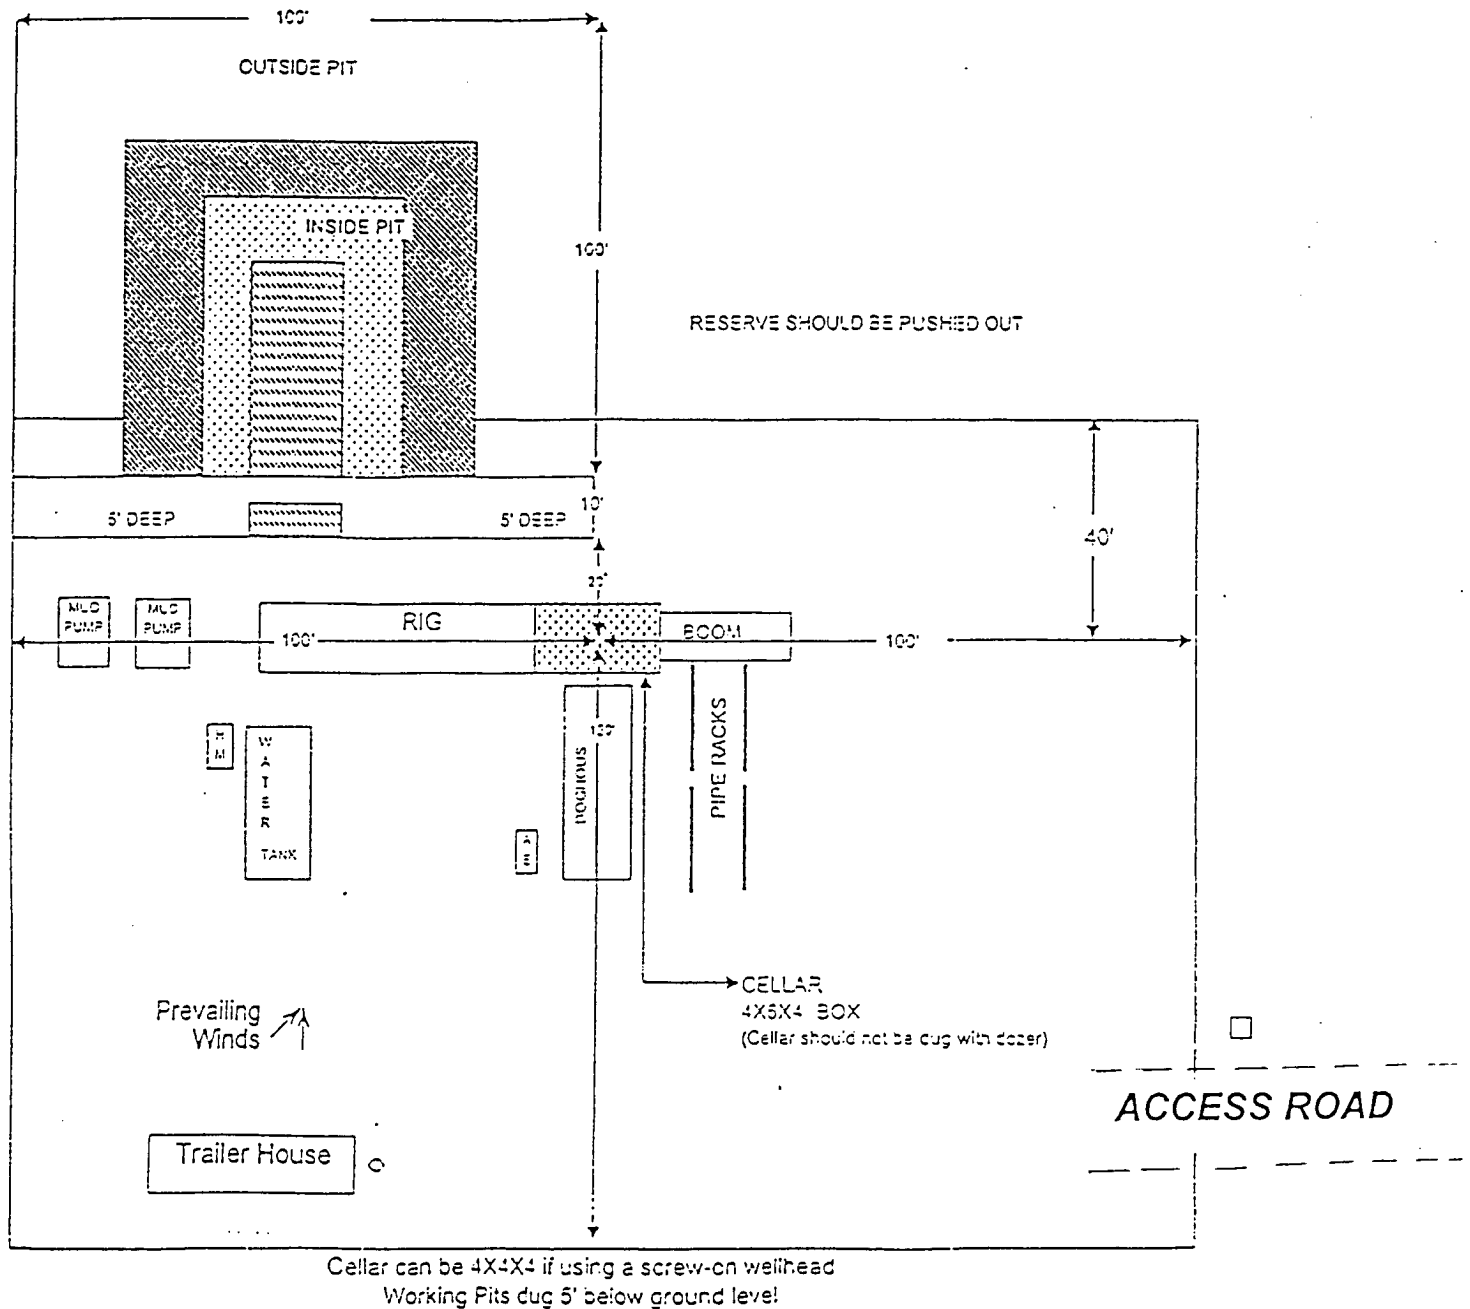 100'
OUTSIDE PIT
INSIDE PIT
100'
RESERVE SHOULD BE PUSHED OUT
10'
5' DEEP
5' DEEP
40'
20'
MUD
PUMP
MUD
PUMP
RIG
BOOM
100'
100'
WATER
TANK
DOGHOUS
PIPE RACKS
CELLAR
4X5X4 BOX
(Cellar should not be dug with dozer)
Prevailing
Winds
ACCESS ROAD
Trailer House
Cellar can be 4X4X4 if using a screw-on wellhead
Working Pits dug 5' below ground level